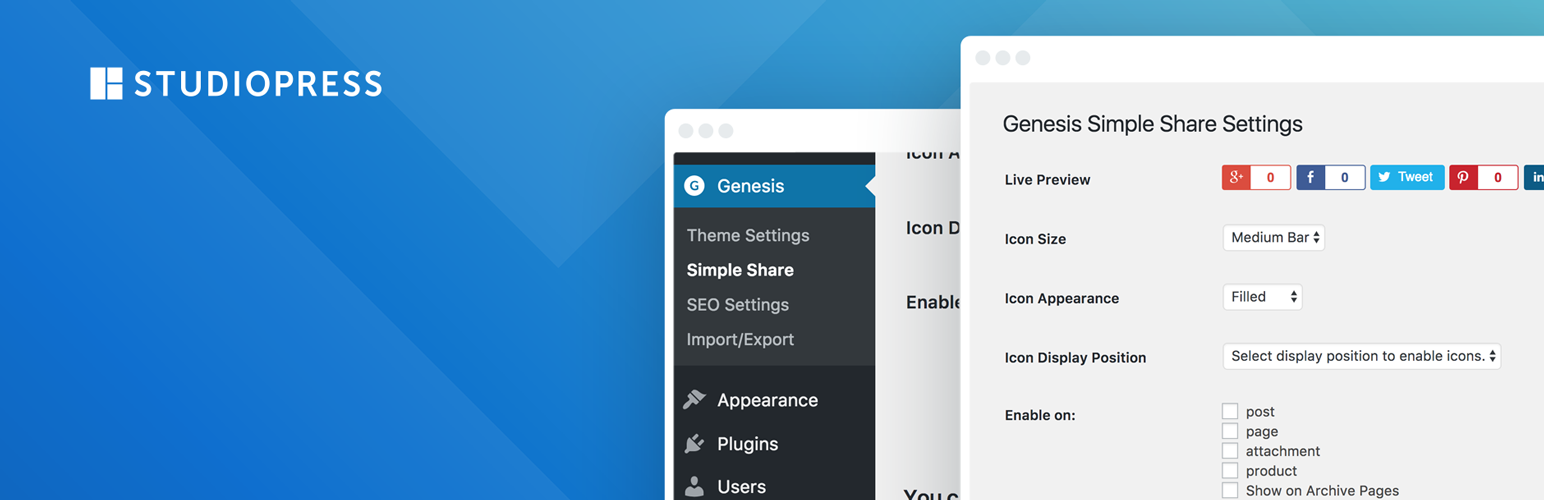 STUDIOPRESS
G Genesis
Theme Settings
Simple Share
SEO Settings
Import/Export
Appearance
Plugins
Users
Icon A
Icon D
Enable
You c
Genesis Simple Share Settings
Live Preview
g+ 0 f 0 Tweet 0 in
Icon Size
Medium Bar
Icon Appearance
Filled
Icon Display Position
Select display position to enable icons.
Enable on:
post
page
attachment
product
Show on Archive Pages